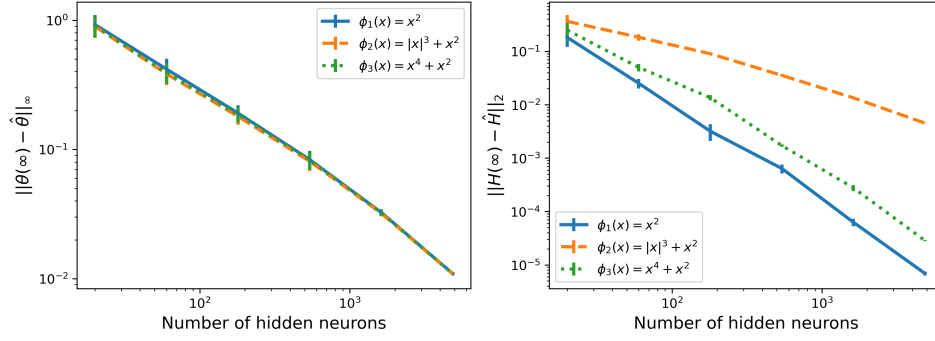 10⁰
10⁻¹
10⁻²
||θ(∞) − θ̂||∞
ϕ₁(x) = x²
ϕ₂(x) = |x|³ + x²
ϕ₃(x) = x⁴ + x²
10² 10³
Number of hidden neurons
10⁻¹
10⁻²
10⁻³
10⁻⁴
10⁻⁵
||H(∞) − Ĥ||₂
ϕ₁(x) = x²
ϕ₂(x) = |x|³ + x²
ϕ₃(x) = x⁴ + x²
10² 10³
Number of hidden neurons